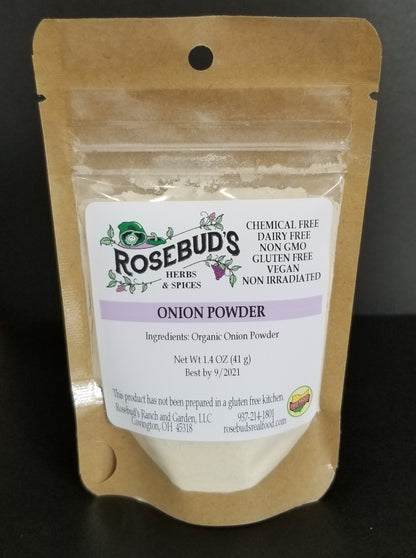 ROSEBUD'S
HERBS
& SPICES
CHEMICAL FREE
DAIRY FREE
NON GMO
GLUTEN FREE
VEGAN
NON IRRADIATED
ONION POWDER
Ingredients: Organic Onion Powder
Net Wt 1.4 OZ (41 g)
Best by 9/2021
This product has not been prepared in a gluten free kitchen.
Rosebud's Ranch and Garden, LLC
Covington, OH 45318
937-214-1801
rosebudsrealfood.com